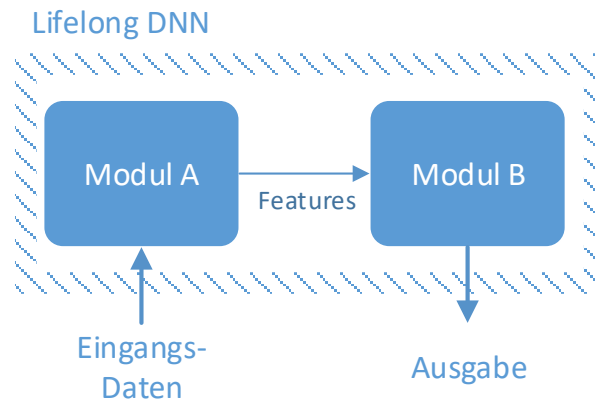 Lifelong DNN
Modul A
Modul B
Features
Eingangs-
Daten
Ausgabe